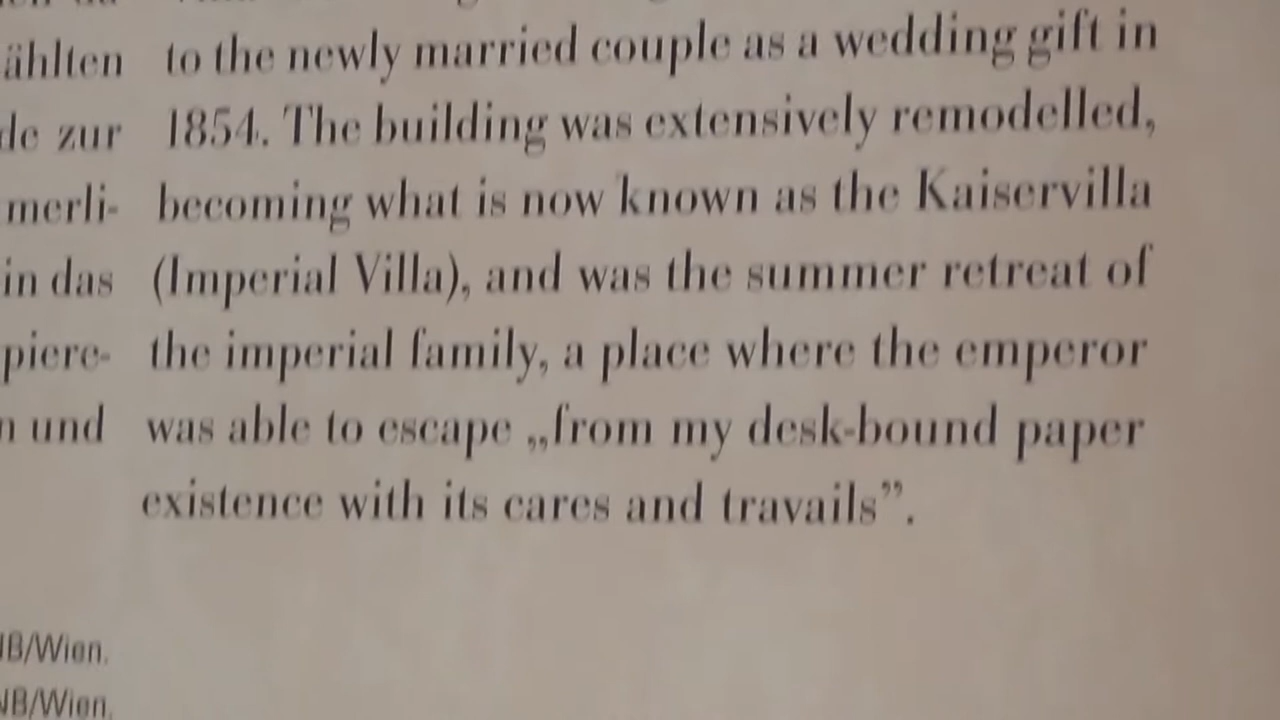 ählten
de zur
merli-
in das
piere-
n und
to the newly married couple as a wedding gift in
1854. The building was extensively remodelled,
becoming what is now known as the Kaiservilla
(Imperial Villa), and was the summer retreat of
the imperial family, a place where the emperor
was able to escape „from my desk-bound paper
existence with its cares and travails”.
NB/Wien.
NB/Wien.